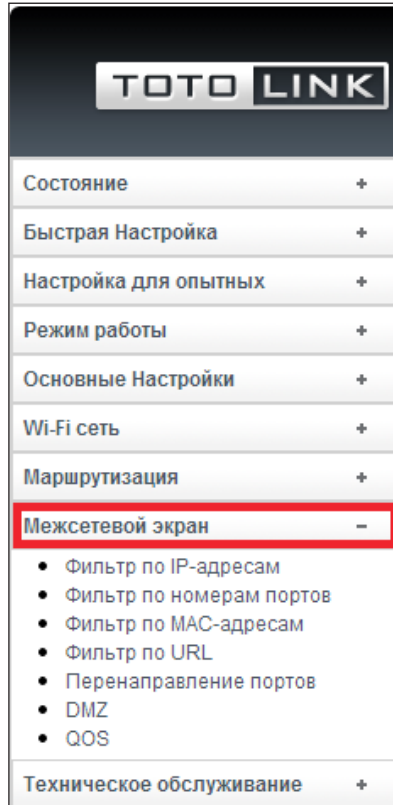 TOTO LINK
Состояние +
Быстрая Настройка +
Настройка для опытных +
Режим работы +
Основные Настройки +
Wi-Fi сеть +
Маршрутизация +
Межсетевой экран −
• Фильтр по IP-адресам
• Фильтр по номерам портов
• Фильтр по MAC-адресам
• Фильтр по URL
• Перенаправление портов
• DMZ
• QOS
Техническое обслуживание +